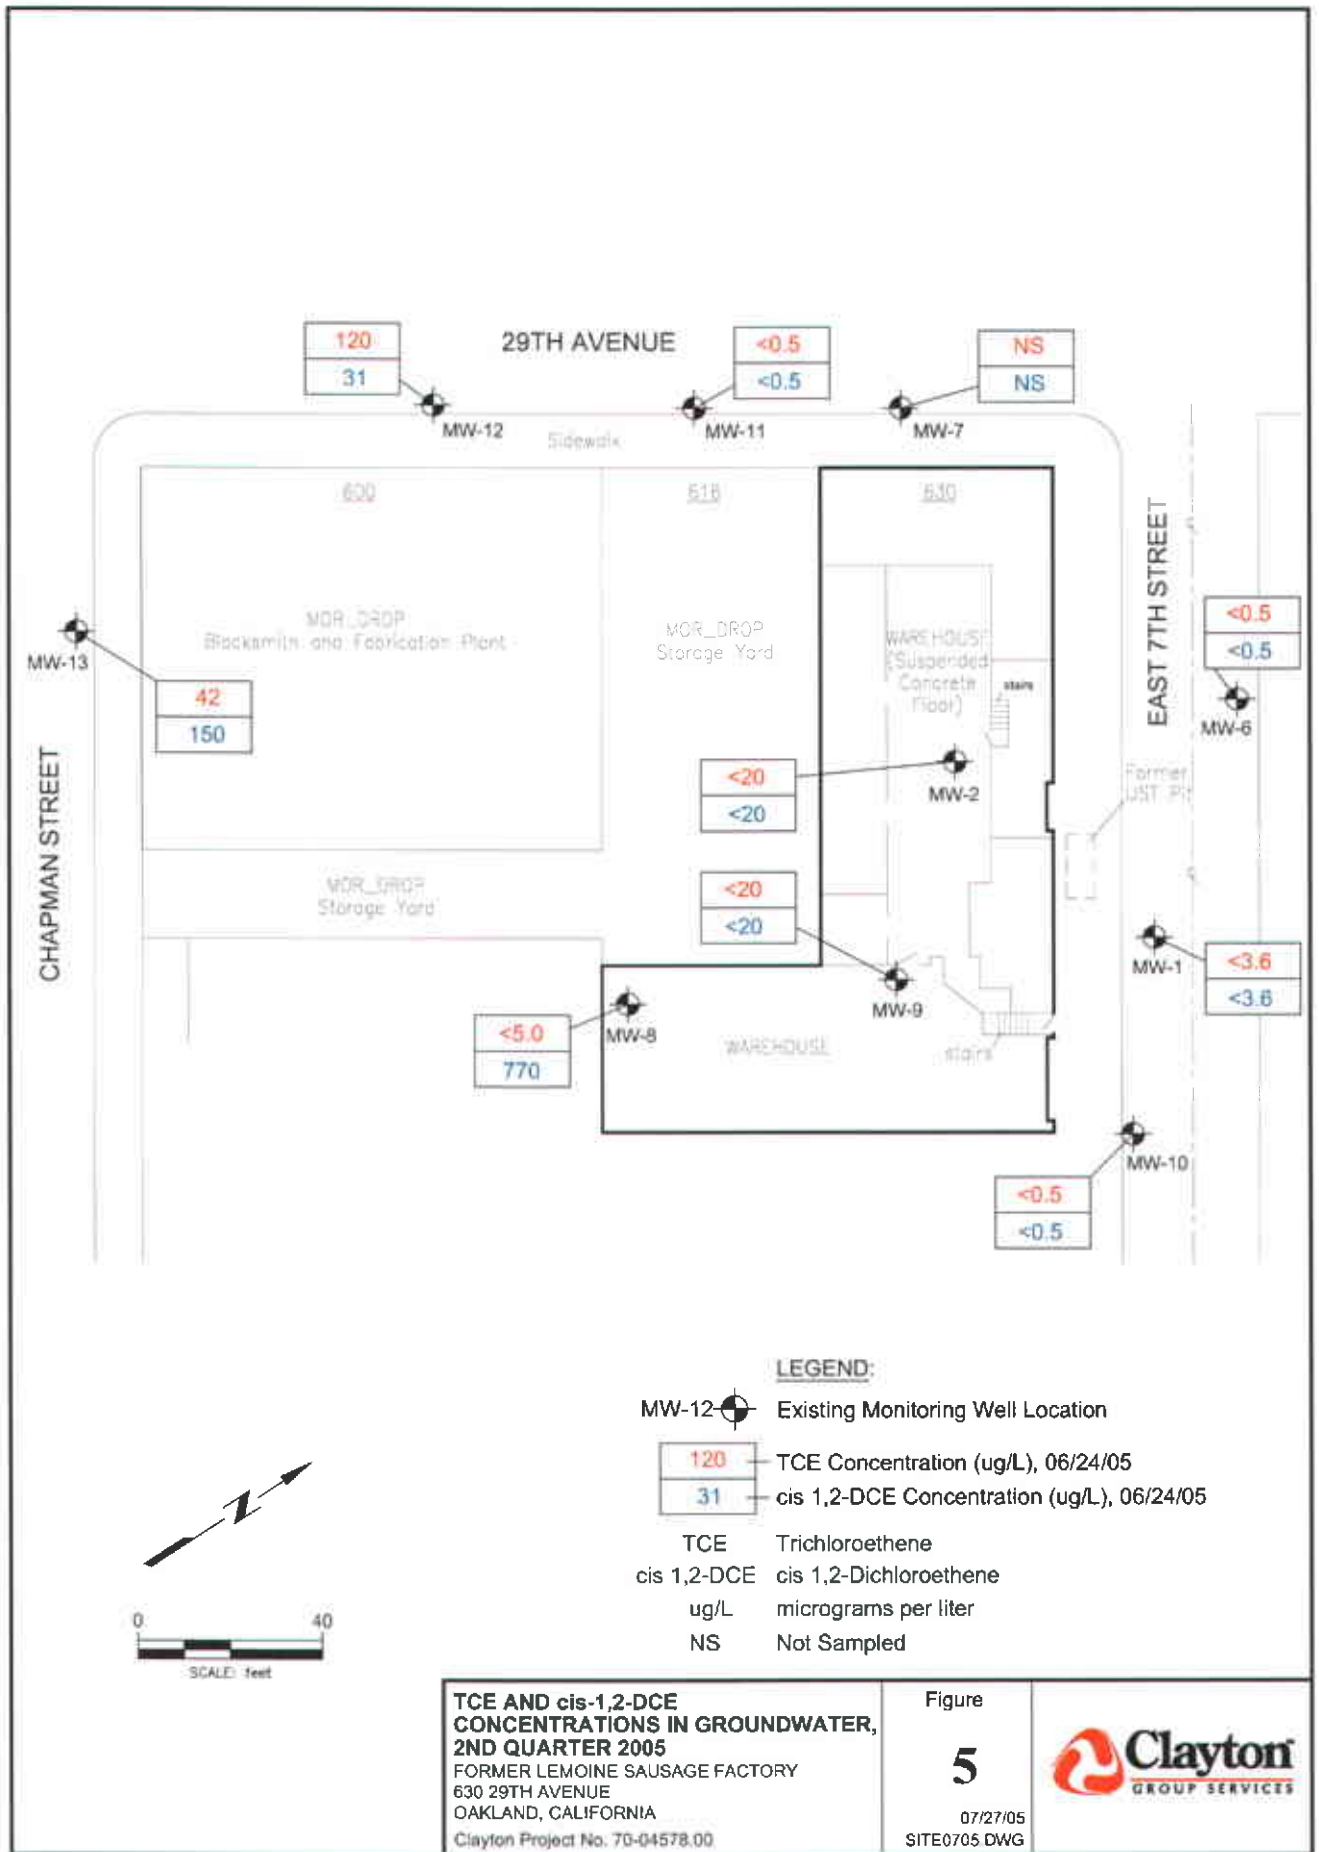 29TH AVENUE
120
31
MW-12
<0.5
<0.5
MW-11
NS
NS
MW-7
Sidewalk
600
618
630
MOR_DROP
Blacksmith and Fabrication Plant
MOR_DROP
Storage Yard
WAREHOUSE
(Suspended
Concrete
Floor)
stairs
EAST 7TH STREET
<0.5
<0.5
MW-6
MW-13
42
150
CHAPMAN STREET
<20
<20
MW-2
Former
UST Pit
MOR_DROP
Storage Yard
<20
<20
MW-9
MW-1
<3.6
<3.6
<5.0
770
MW-8
WAREHOUSE
stairs
MW-10
<0.5
<0.5
LEGEND:
MW-12 Existing Monitoring Well Location
120 TCE Concentration (ug/L), 06/24/05
31 cis 1,2-DCE Concentration (ug/L), 06/24/05
TCE Trichloroethene
cis 1,2-DCE cis 1,2-Dichloroethene
ug/L micrograms per liter
NS Not Sampled
N
0 40
SCALE: feet
TCE AND cis-1,2-DCE
CONCENTRATIONS IN GROUNDWATER,
2ND QUARTER 2005
FORMER LEMOINE SAUSAGE FACTORY
630 29TH AVENUE
OAKLAND, CALIFORNIA
Clayton Project No. 70-04578.00
Figure
5
07/27/05
SITE0705.DWG
Clayton
GROUP SERVICES